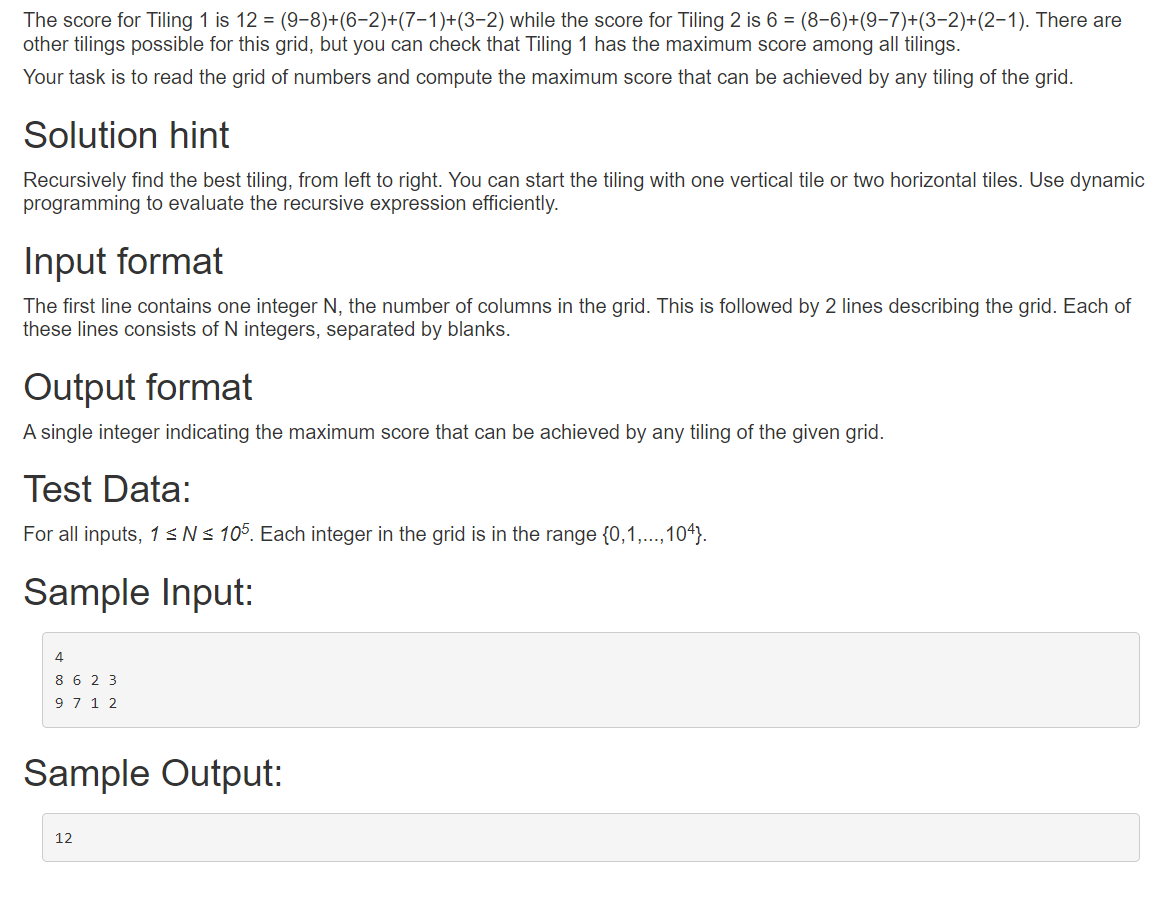 The score for Tiling 1 is 12 = (9−8)+(6−2)+(7−1)+(3−2) while the score for Tiling 2 is 6 = (8−6)+(9−7)+(3−2)+(2−1). There are
other tilings possible for this grid, but you can check that Tiling 1 has the maximum score among all tilings.
Your task is to read the grid of numbers and compute the maximum score that can be achieved by any tiling of the grid.
Solution hint
Recursively find the best tiling, from left to right. You can start the tiling with one vertical tile or two horizontal tiles. Use dynamic
programming to evaluate the recursive expression efficiently.
Input format
The first line contains one integer N, the number of columns in the grid. This is followed by 2 lines describing the grid. Each of
these lines consists of N integers, separated by blanks.
Output format
A single integer indicating the maximum score that can be achieved by any tiling of the given grid.
Test Data:
For all inputs, 1 ≤ N ≤ 10⁵. Each integer in the grid is in the range {0,1,...,10⁴}.
Sample Input:
4
8 6 2 3
9 7 1 2
Sample Output:
12